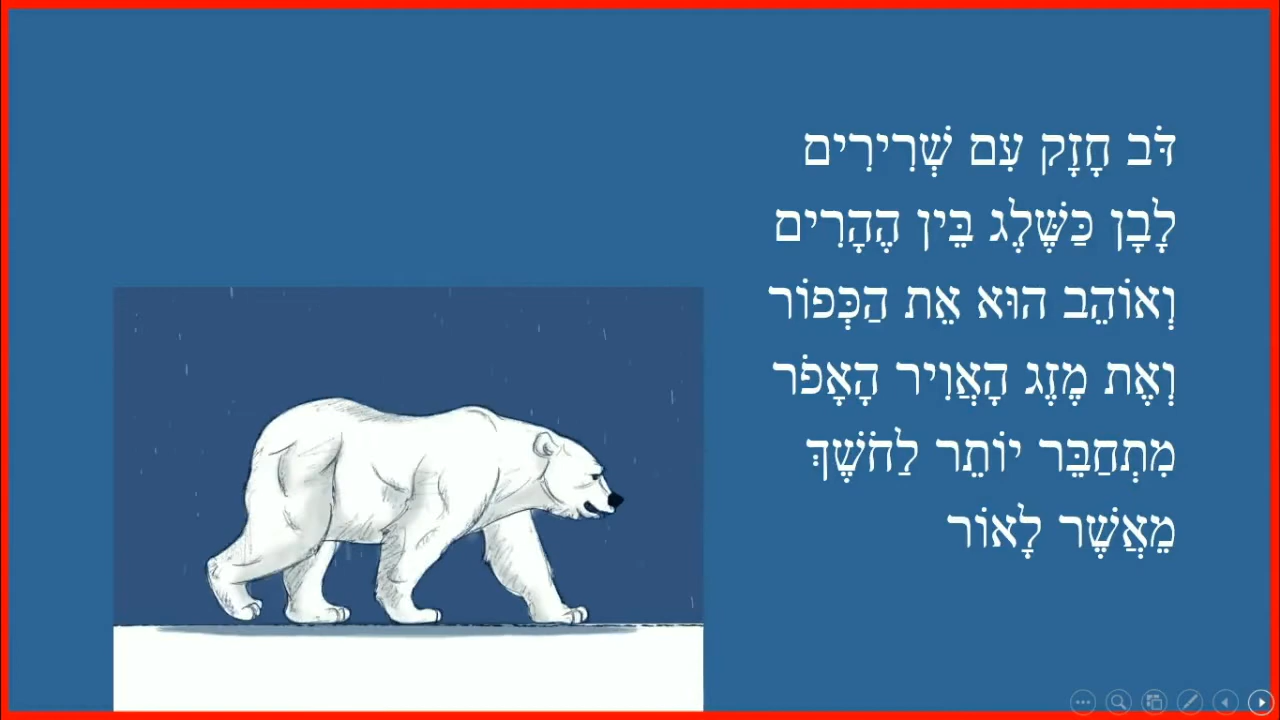 דֹּב חָזָק עִם שְׁרִירִים
לָבָן כַּשֶּׁלֶג בֵּין הֶהָרִים
וְאוֹהֵב הוּא אֵת הַכְּפוֹר
וְאֶת מֶזֶג הָאֲוִיר הָאָפֹר
מִתְחַבֵּר יוֹתֵר לַחֹשֶׁךְ
מֵאֲשֶׁר לָאוֹר